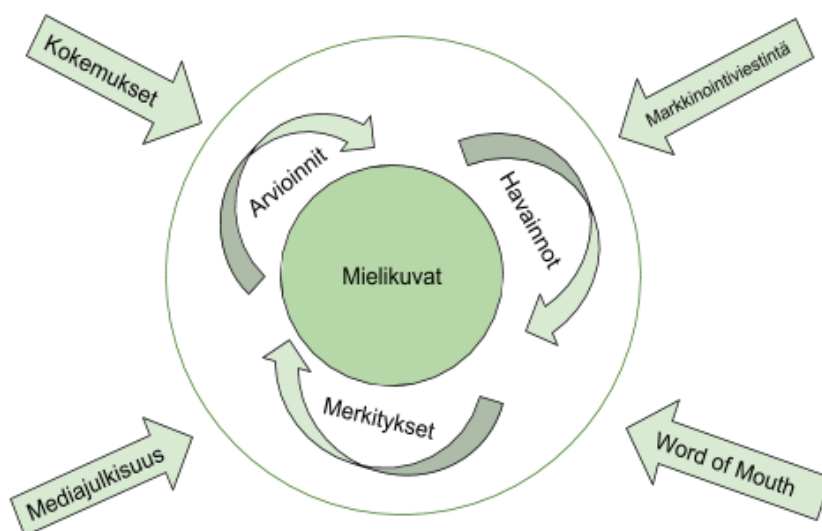 Kokemukset
Markkinointiviestintä
Arvioinnit
Havainnot
Mielikuvat
Merkitykset
Mediajulkisuus
Word of Mouth